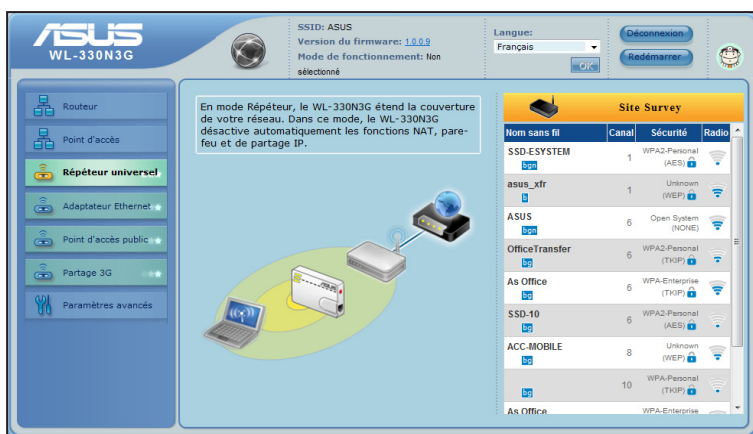 ASUS
WL-330N3G
SSID: ASUS
Version du firmware: 1.0.0.9
Mode de fonctionnement: Non
sélectionné
Langue:
Français
OK
Déconnexion
Redémarrer
Routeur
Point d'accès
Répéteur universel
Adaptateur Ethernet
Point d'accès public
Partage 3G
Paramètres avancés
En mode Répéteur, le WL-330N3G étend la couverture
de votre réseau. Dans ce mode, le WL-330N3G
désactive automatiquement les fonctions NAT, pare-
feu et de partage IP.
Site Survey
Nom sans fil Canal Sécurité Radio
SSD-ESYSTEM 1 WPA2-Personal
bgn (AES)
asus_xfr 1 Unknown
b (WEP)
ASUS 6 Open System
bgn (NONE)
OfficeTransfer 6 WPA2-Personal
bg (TKIP)
As Office 6 WPA-Enterprise
bg (TKIP)
SSD-10 6 WPA2-Personal
bg (AES)
ACC-MOBILE 8 Unknown
bg (WEP)
10 WPA-Personal
bg (TKIP)
As Office WPA-Enterprise